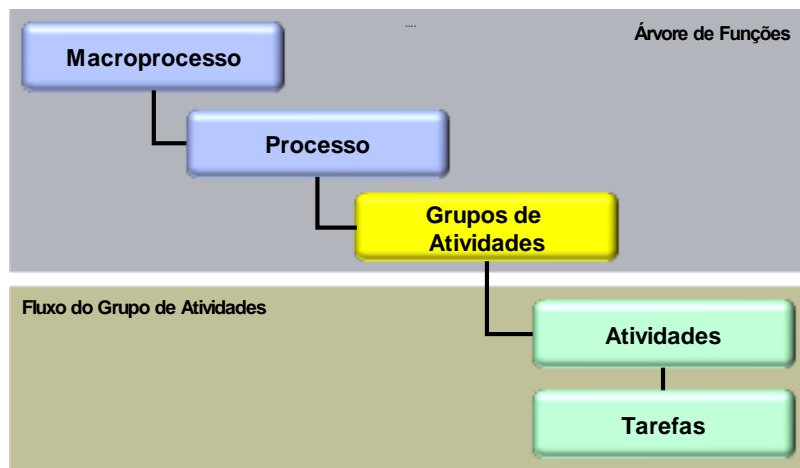 ....
Árvore de Funções
Macroprocesso
Processo
Grupos de
Atividades
Fluxo do Grupo de Atividades
Atividades
Tarefas